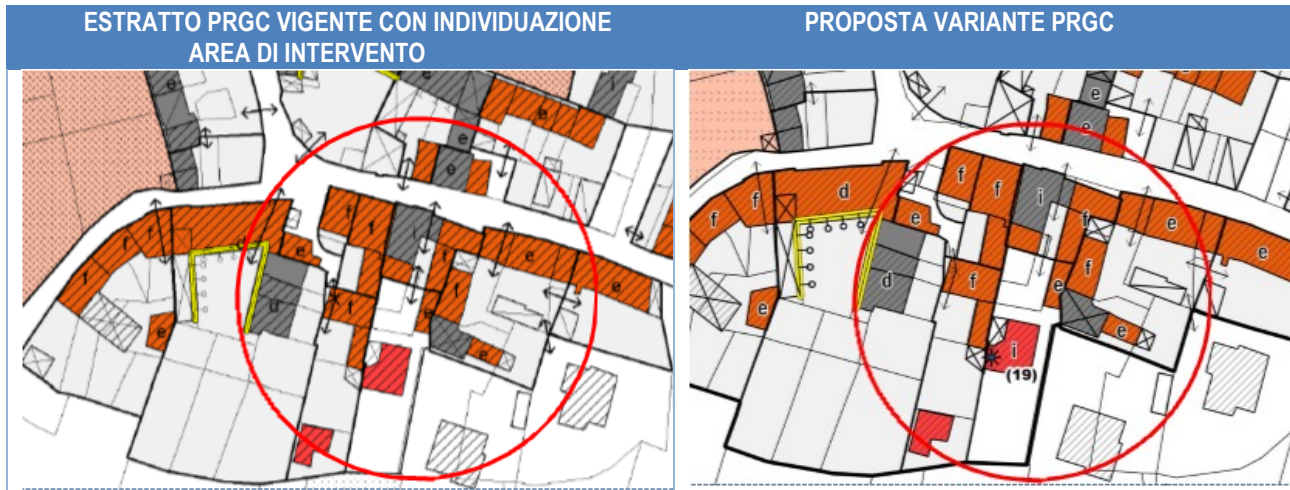 ESTRATTO PRGC VIGENTE CON INDIVIDUAZIONE
AREA DI INTERVENTO
PROPOSTA VARIANTE PRGC
e
e
e
f
f
f
f
f
e
e
f
f
e
e
e
d
e
e
e
e
f
f
i
d
f
f
e
f
e
e
d
f
f
e
e
e
i
(19)